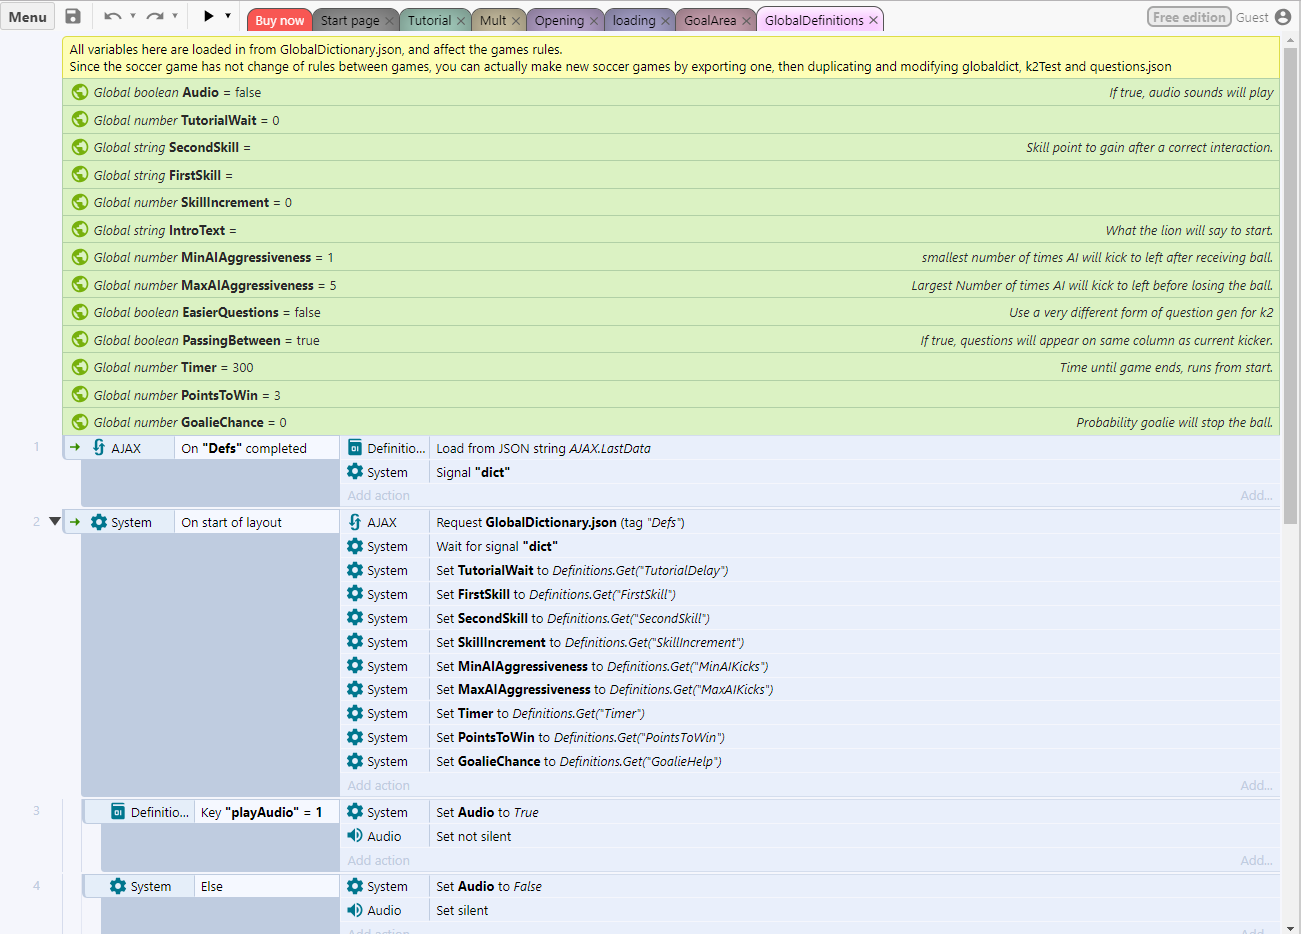 Menu
Buy now
Start page
Tutorial
Mult
Opening
loading
GoalArea
GlobalDefinitions
Free edition
Guest
All variables here are loaded in from GlobalDictionary.json, and affect the games rules.
Since the soccer game has not change of rules between games, you can actually make new soccer games by exporting one, then duplicating and modifying globaldict, k2Test and questions.json
Global boolean Audio = false If true, audio sounds will play
Global number TutorialWait = 0
Global string SecondSkill = Skill point to gain after a correct interaction.
Global string FirstSkill =
Global number SkillIncrement = 0
Global string IntroText = What the lion will say to start.
Global number MinAIAggressiveness = 1 smallest number of times AI will kick to left after receiving ball.
Global number MaxAIAggressiveness = 5 Largest Number of times AI will kick to left before losing the ball.
Global boolean EasierQuestions = false Use a very different form of question gen for k2
Global boolean PassingBetween = true If true, questions will appear on same column as current kicker.
Global number Timer = 300 Time until game ends, runs from start.
Global number PointsToWin = 3
Global number GoalieChance = 0 Probability goalie will stop the ball.
1 AJAX On "Defs" completed Definitio... Load from JSON string AJAX.LastData
System Signal "dict"
Add action Add...
2 System On start of layout AJAX Request GlobalDictionary.json (tag "Defs")
System Wait for signal "dict"
System Set TutorialWait to Definitions.Get("TutorialDelay")
System Set FirstSkill to Definitions.Get("FirstSkill")
System Set SecondSkill to Definitions.Get("SecondSkill")
System Set SkillIncrement to Definitions.Get("SkillIncrement")
System Set MinAIAggressiveness to Definitions.Get("MinAIKicks")
System Set MaxAIAggressiveness to Definitions.Get("MaxAIKicks")
System Set Timer to Definitions.Get("Timer")
System Set PointsToWin to Definitions.Get("PointsToWin")
System Set GoalieChance to Definitions.Get("GoalieHelp")
Add action Add...
3 Definitio... Key "playAudio" = 1 System Set Audio to True
Audio Set not silent
Add action Add...
4 System Else System Set Audio to False
Audio Set silent
Add action Add...